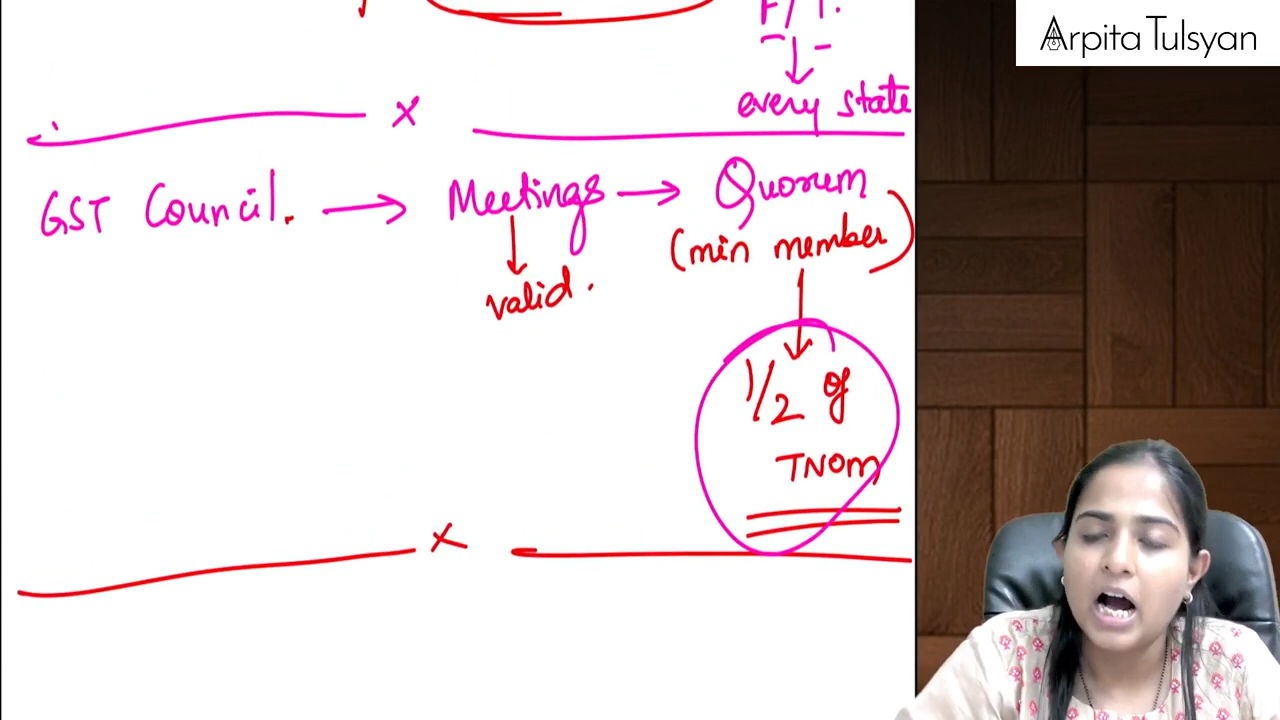 Arpita Tulsyan
F/T.
every state
GST Council. → Meetings → Quorum
(min member)
valid.
1/2 of
TNOM